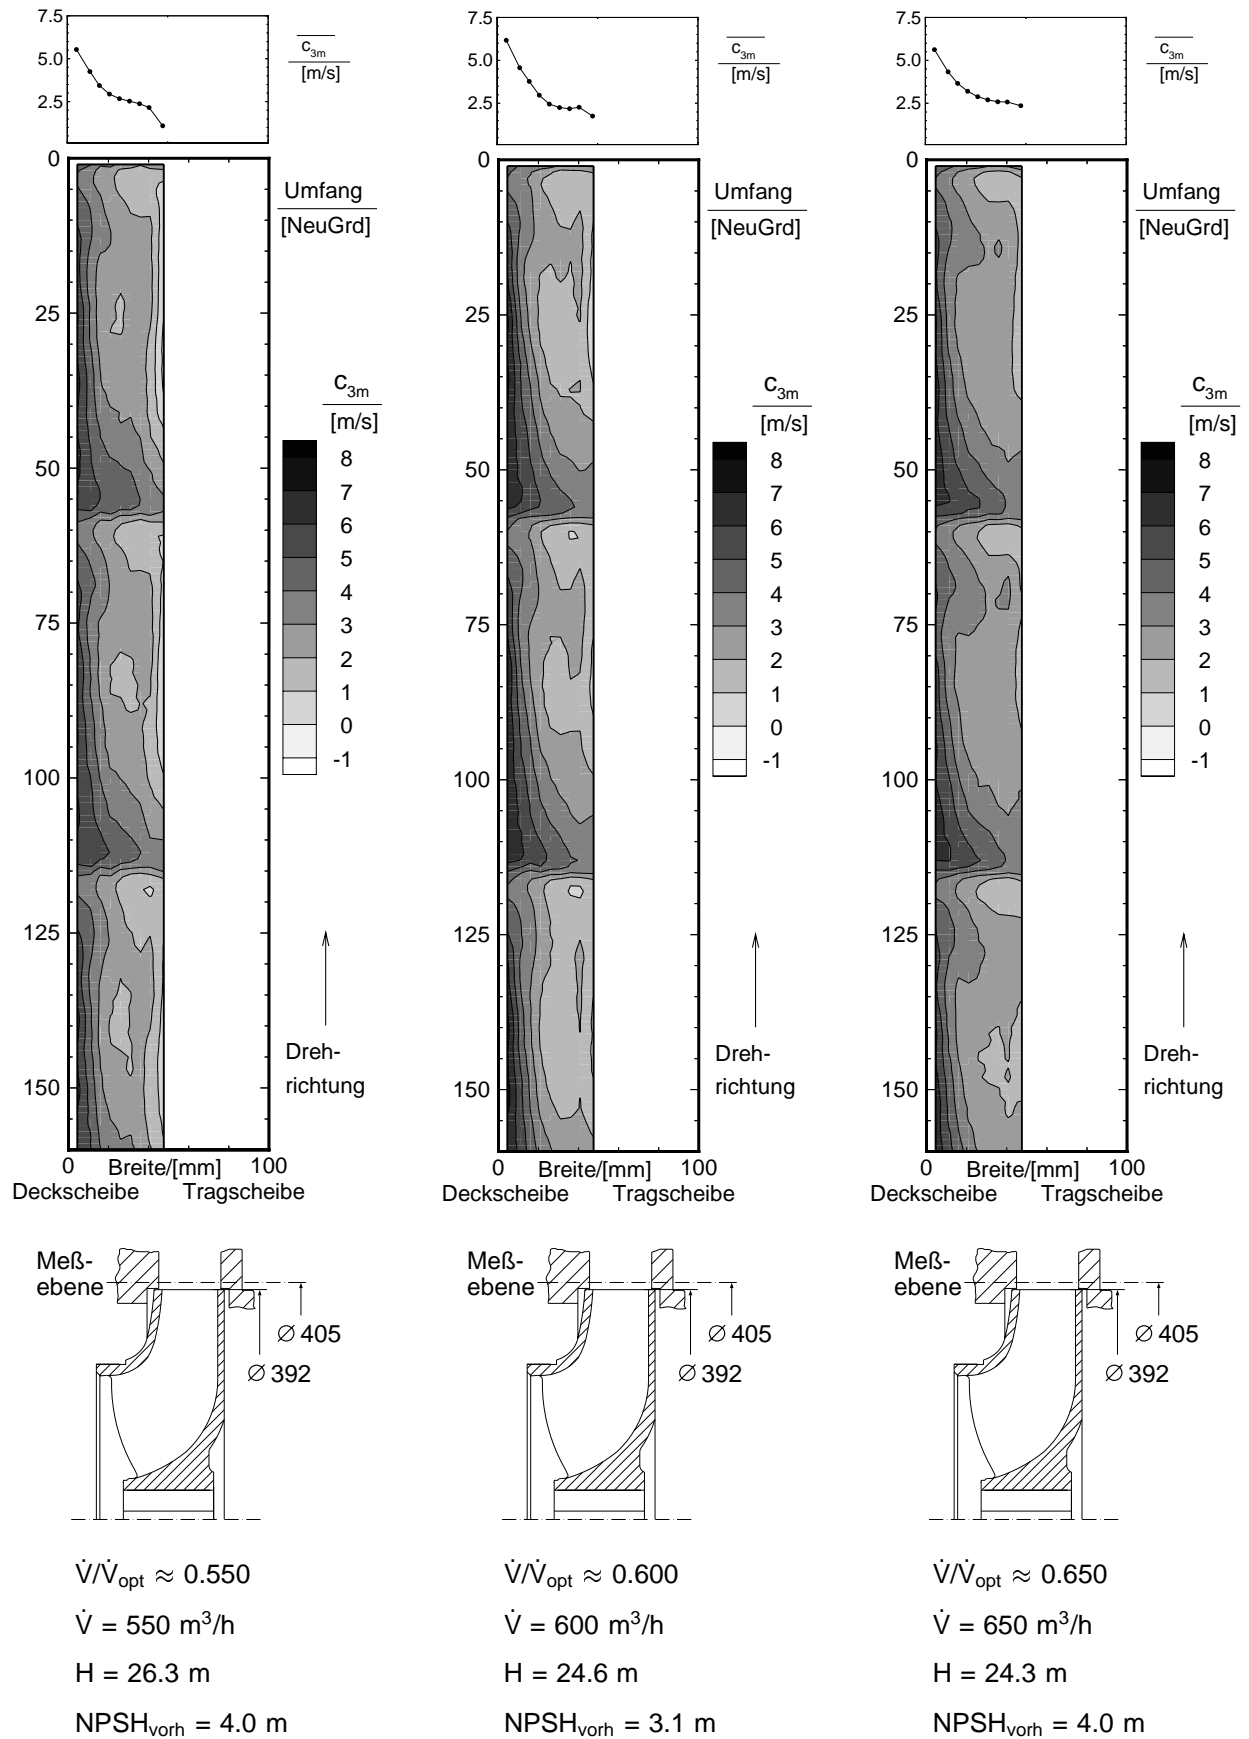 7.5
5.0
2.5
c3m
[m/s]
0
25
50
75
100
125
150
Umfang
[NeuGrd]
c3m
[m/s]
8
7
6
5
4
3
2
1
0
-1
Dreh-
richtung
0 Breite/[mm] 100
Deckscheibe Tragscheibe
Meß-
ebene
∅ 405
∅ 392
V̇/V̇opt ≈ 0.550
V̇ = 550 m³/h
H = 26.3 m
NPSHvorh = 4.0 m
7.5
5.0
2.5
c3m
[m/s]
0
25
50
75
100
125
150
Umfang
[NeuGrd]
c3m
[m/s]
8
7
6
5
4
3
2
1
0
-1
Dreh-
richtung
0 Breite/[mm] 100
Deckscheibe Tragscheibe
Meß-
ebene
∅ 405
∅ 392
V̇/V̇opt ≈ 0.600
V̇ = 600 m³/h
H = 24.6 m
NPSHvorh = 3.1 m
7.5
5.0
2.5
c3m
[m/s]
0
25
50
75
100
125
150
Umfang
[NeuGrd]
c3m
[m/s]
8
7
6
5
4
3
2
1
0
-1
Dreh-
richtung
0 Breite/[mm] 100
Deckscheibe Tragscheibe
Meß-
ebene
∅ 405
∅ 392
V̇/V̇opt ≈ 0.650
V̇ = 650 m³/h
H = 24.3 m
NPSHvorh = 4.0 m